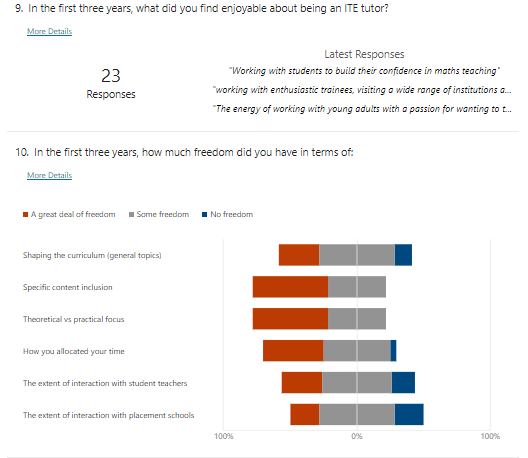 9. In the first three years, what did you find enjoyable about being an ITE tutor?
More Details
Latest Responses
23
Responses
"Working with students to build their confidence in maths teaching"
"working with enthusiastic trainees, visiting a wide range of institutions a...
"The energy of working with young adults with a passion for wanting to t...
10. In the first three years, how much freedom did you have in terms of:
More Details
A great deal of freedom Some freedom No freedom
Shaping the curriculum (general topics)
Specific content inclusion
Theoretical vs practical focus
How you allocated your time
The extent of interaction with student teachers
The extent of interaction with placement schools
100% 0% 100%